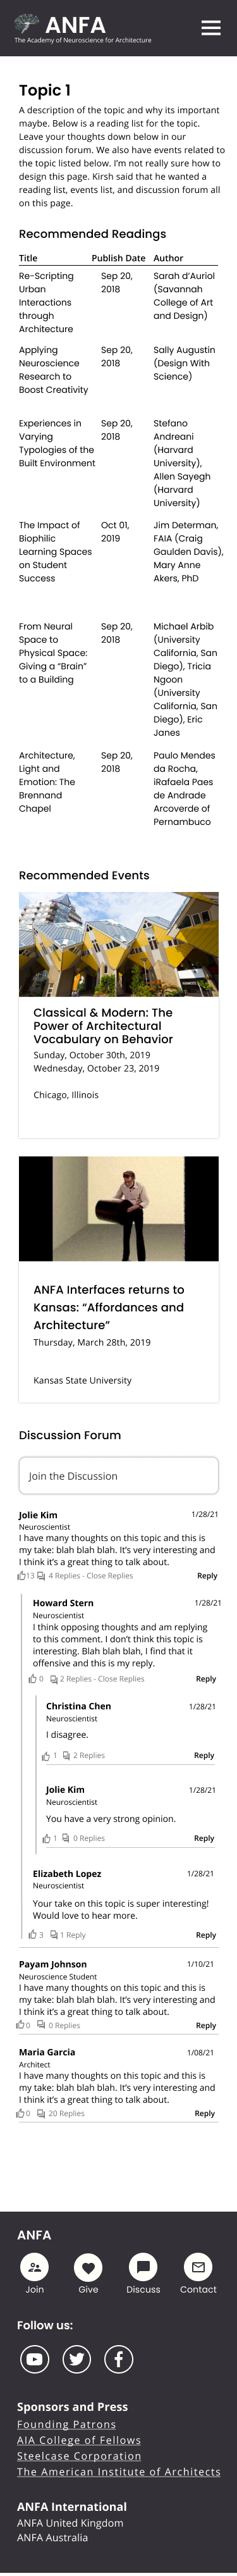 ANFA
The Academy of Neuroscience for Architecture
Topic 1
A description of the topic and why its important
maybe. Below is a reading list for the topic.
Leave your thoughts down below in our
discussion forum. We also have events related to
the topic listed below. I'm not really sure how to
design this page. Kirsh said that he wanted a
reading list, events list, and discussion forum all
on this page.
Recommended Readings
Title Publish Date Author
Re-Scripting Urban Interactions through Architecture
Sep 20, 2018
Sarah d'Auriol (Savannah College of Art and Design)
Applying Neuroscience Research to Boost Creativity
Sep 20, 2018
Sally Augustin (Design With Science)
Experiences in Varying Typologies of the Built Environment
Sep 20, 2018
Stefano Andreani (Harvard University), Allen Sayegh (Harvard University)
The Impact of Biophilic Learning Spaces on Student Success
Oct 01, 2019
Jim Determan, FAIA (Craig Gaulden Davis), Mary Anne Akers, PhD
From Neural Space to Physical Space: Giving a "Brain" to a Building
Sep 20, 2018
Michael Arbib (University California, San Diego), Tricia Ngoon (University California, San Diego), Eric Janes
Architecture, Light and Emotion: The Brennand Chapel
Sep 20, 2018
Paulo Mendes da Rocha, iRafaela Paes de Andrade Arcoverde of Pernambuco
Recommended Events
Classical & Modern: The
Power of Architectural
Vocabulary on Behavior
Sunday, October 30th, 2019
Wednesday, October 23, 2019
Chicago, Illinois
ANFA Interfaces returns to
Kansas: "Affordances and
Architecture"
Thursday, March 28th, 2019
Kansas State University
Discussion Forum
Join the Discussion
Jolie Kim 1/28/21
Neuroscientist
I have many thoughts on this topic and this is
my take: blah blah blah. It's very interesting and
I think it's a great thing to talk about.
13 4 Replies - Close Replies Reply
Howard Stern 1/28/21
Neuroscientist
I think opposing thoughts and am replying
to this comment. I don't think this topic is
interesting. Blah blah blah, I find that it
offensive and this is my reply.
0 2 Replies - Close Replies Reply
Christina Chen 1/28/21
Neuroscientist
I disagree.
1 2 Replies Reply
Jolie Kim 1/28/21
Neuroscientist
You have a very strong opinion.
1 0 Replies Reply
Elizabeth Lopez 1/28/21
Neuroscientist
Your take on this topic is super interesting!
Would love to hear more.
3 1 Reply Reply
Payam Johnson 1/10/21
Neuroscience Student
I have many thoughts on this topic and this is
my take: blah blah blah. It's very interesting and
I think it's a great thing to talk about.
0 0 Replies Reply
Maria Garcia 1/08/21
Architect
I have many thoughts on this topic and this is
my take: blah blah blah. It's very interesting and
I think it's a great thing to talk about.
0 20 Replies Reply
ANFA
Join Give Discuss Contact
Follow us:
Sponsors and Press
Founding Patrons
AIA College of Fellows
Steelcase Corporation
The American Institute of Architects
ANFA International
ANFA United Kingdom
ANFA Australia